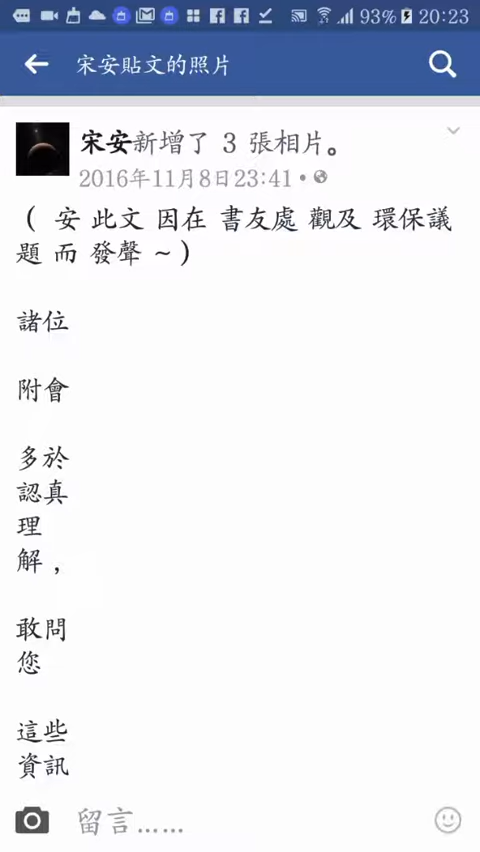 93% 20:23
宋安貼文的照片
宋安新增了 3 張相片。
2016年11月8日23:41 •
（ 安 此文 因在 書友處 觀及 環保議
題 而 發聲 ~ ）
諸位
附會
多於
認真
理
解，
敢問
您
這些
資訊
留言......